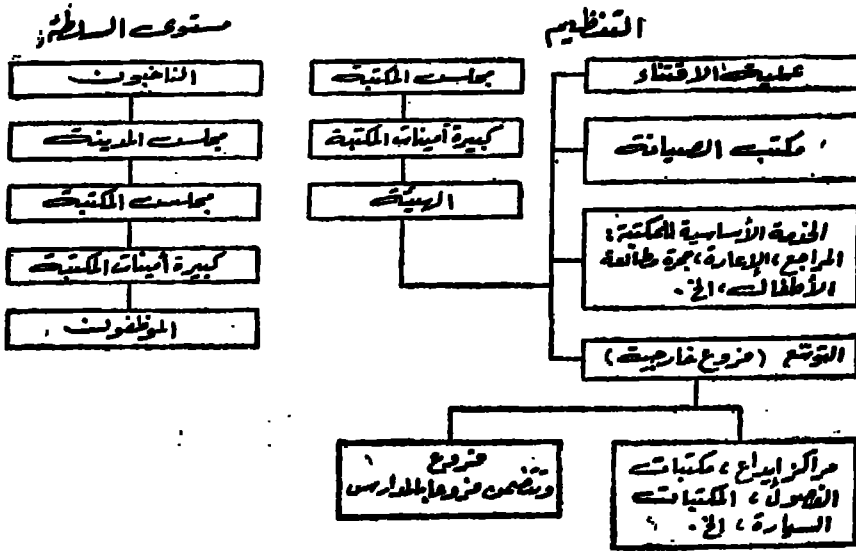 التنظيم
مستوى السلطة:
عملية الاقتناء
مكتب الصيانة
الخدمة الأساسية للمكتبة:
المراجع، الإعارة، حجرة مطالعة
الأطفال، الخ.
التوسع (فروع خارجية)
مراكز إيداع، مكتبات
الفصول، المكتبات
السيارة، الخ.
فروع
وتتضمن فروعا بالمدارس
مجلس المكتبة
كبيرة أمينات المكتبة
الهيئة
الناخبون
مجلس المدينة
مجلس المكتبة
كبيرة أمينات المكتبة
الموظفون